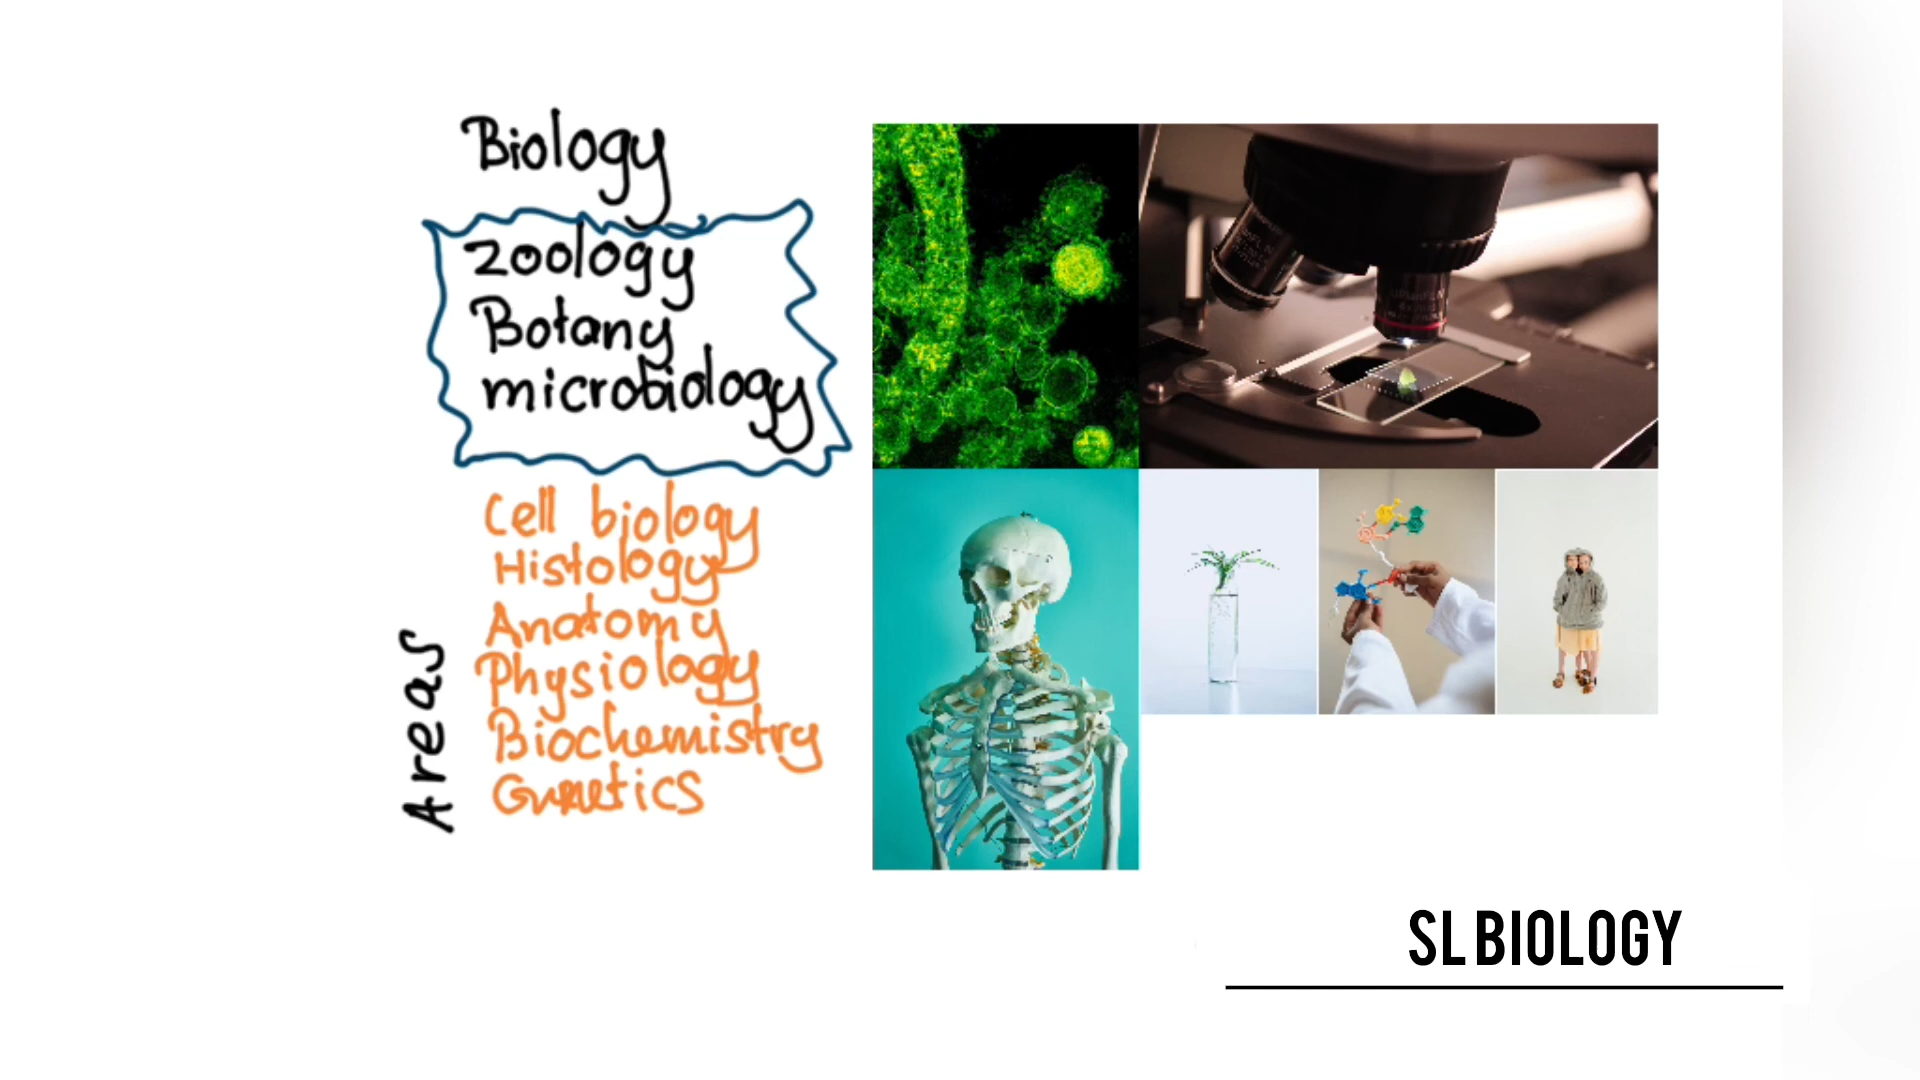 Biology
Zoology
Botany
microbiology
Cell biology
Histology
Anatomy
Physiology
Biochemistry
Genetics
Areas
SL BIOLOGY